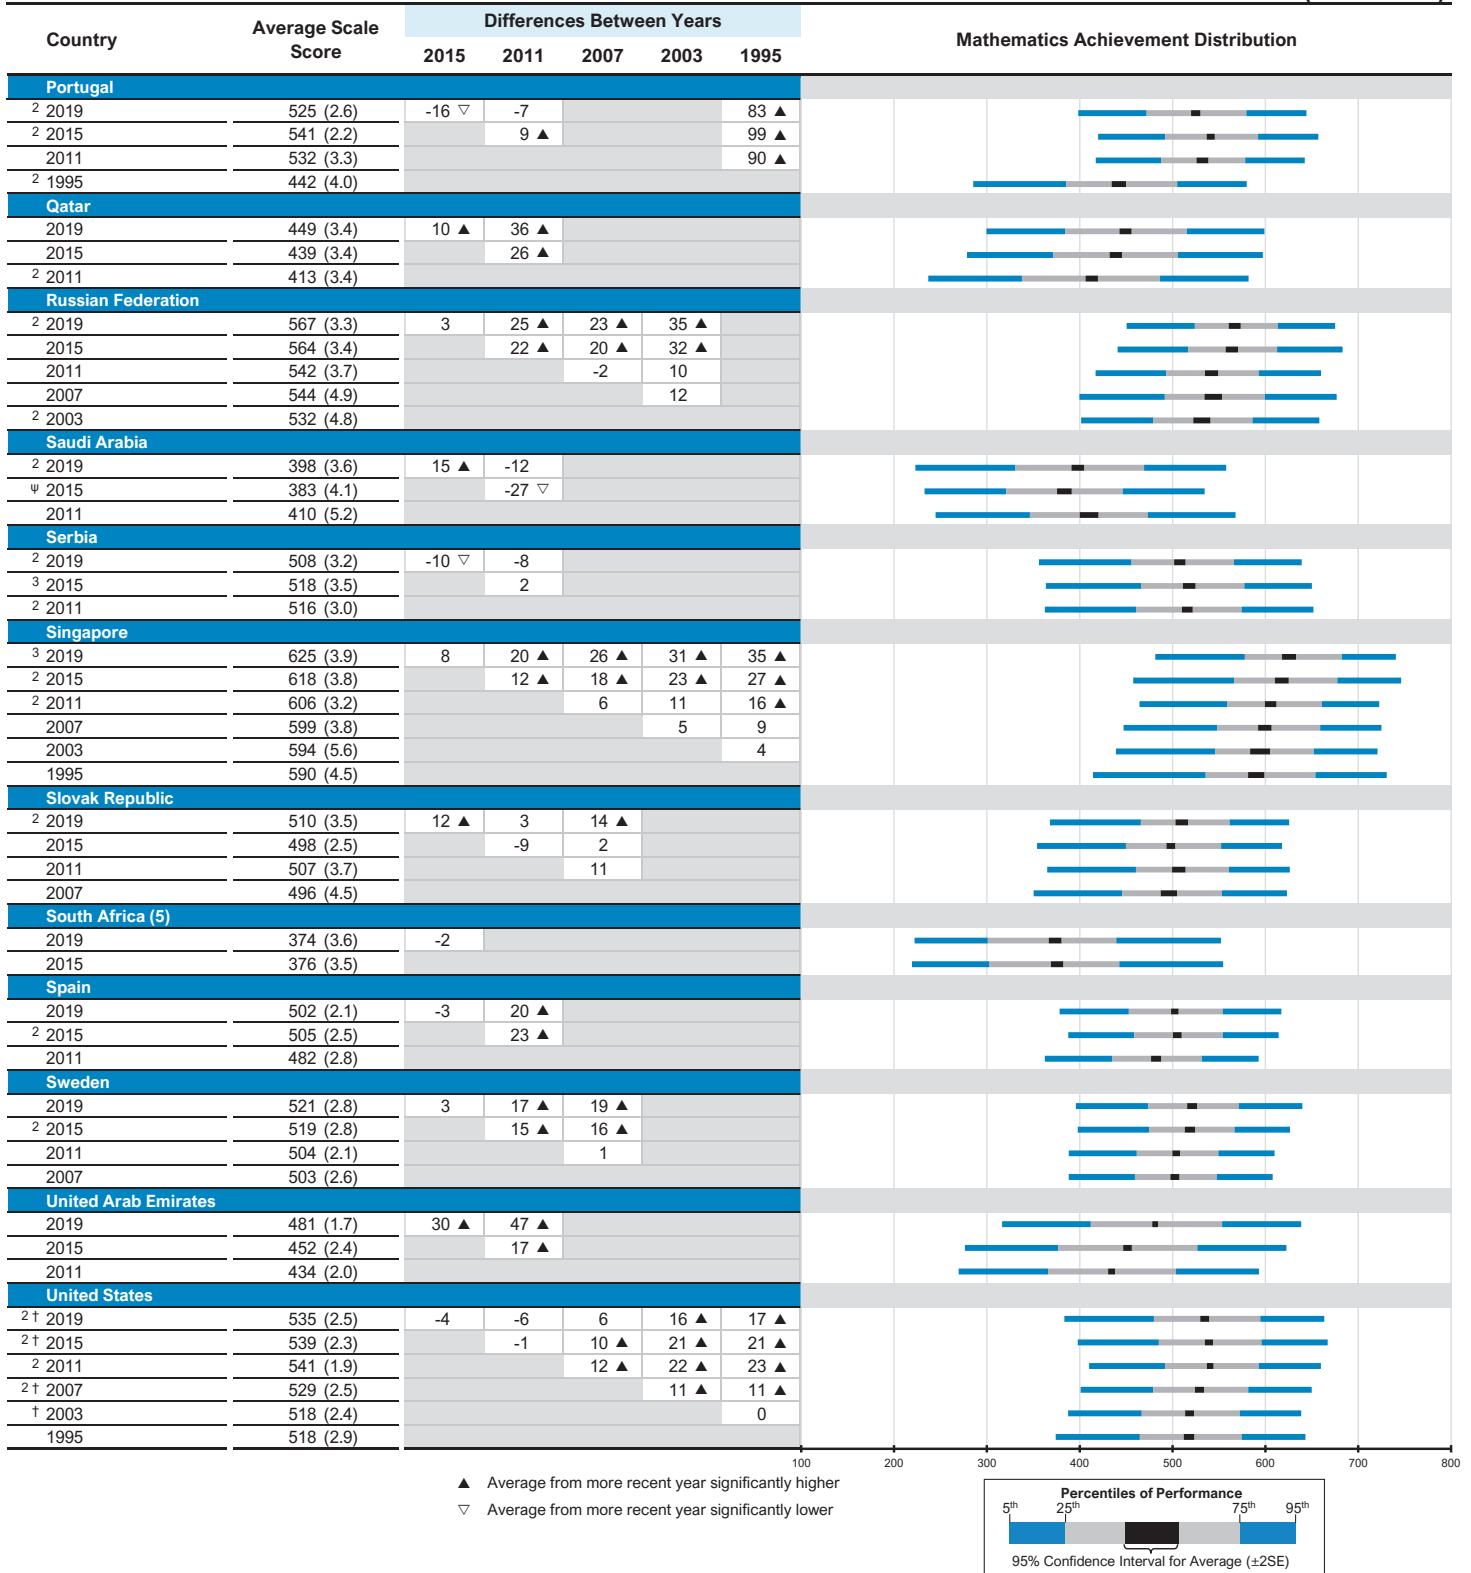 Differences Between Years
Country Average Scale Score Mathematics Achievement Distribution
2015 2011 2007 2003 1995
Portugal
2 2019 525 (2.6) -16 ▽ -7 83 ▲
2 2015 541 (2.2) 9 ▲ 99 ▲
2011 532 (3.3) 90 ▲
2 1995 442 (4.0)
Qatar
2019 449 (3.4) 10 ▲ 36 ▲
2015 439 (3.4) 26 ▲
2 2011 413 (3.4)
Russian Federation
2 2019 567 (3.3) 3 25 ▲ 23 ▲ 35 ▲
2015 564 (3.4) 22 ▲ 20 ▲ 32 ▲
2011 542 (3.7) -2 10
2007 544 (4.9) 12
2 2003 532 (4.8)
Saudi Arabia
2 2019 398 (3.6) 15 ▲ -12
ψ 2015 383 (4.1) -27 ▽
2011 410 (5.2)
Serbia
2 2019 508 (3.2) -10 ▽ -8
3 2015 518 (3.5) 2
2 2011 516 (3.0)
Singapore
3 2019 625 (3.9) 8 20 ▲ 26 ▲ 31 ▲ 35 ▲
2 2015 618 (3.8) 12 ▲ 18 ▲ 23 ▲ 27 ▲
2 2011 606 (3.2) 6 11 16 ▲
2007 599 (3.8) 5 9
2003 594 (5.6) 4
1995 590 (4.5)
Slovak Republic
2 2019 510 (3.5) 12 ▲ 3 14 ▲
2015 498 (2.5) -9 2
2011 507 (3.7) 11
2007 496 (4.5)
South Africa (5)
2019 374 (3.6) -2
2015 376 (3.5)
Spain
2019 502 (2.1) -3 20 ▲
2 2015 505 (2.5) 23 ▲
2011 482 (2.8)
Sweden
2019 521 (2.8) 3 17 ▲ 19 ▲
2 2015 519 (2.8) 15 ▲ 16 ▲
2011 504 (2.1) 1
2007 503 (2.6)
United Arab Emirates
2019 481 (1.7) 30 ▲ 47 ▲
2015 452 (2.4) 17 ▲
2011 434 (2.0)
United States
2 † 2019 535 (2.5) -4 -6 6 16 ▲ 17 ▲
2 † 2015 539 (2.3) -1 10 ▲ 21 ▲ 21 ▲
2 2011 541 (1.9) 12 ▲ 22 ▲ 23 ▲
2 † 2007 529 (2.5) 11 ▲ 11 ▲
† 2003 518 (2.4) 0
1995 518 (2.9)
100 200 300 400 500 600 700 800
▲ Average from more recent year significantly higher
▽ Average from more recent year significantly lower
Percentiles of Performance
5th 25th 75th 95th
95% Confidence Interval for Average (±2SE)